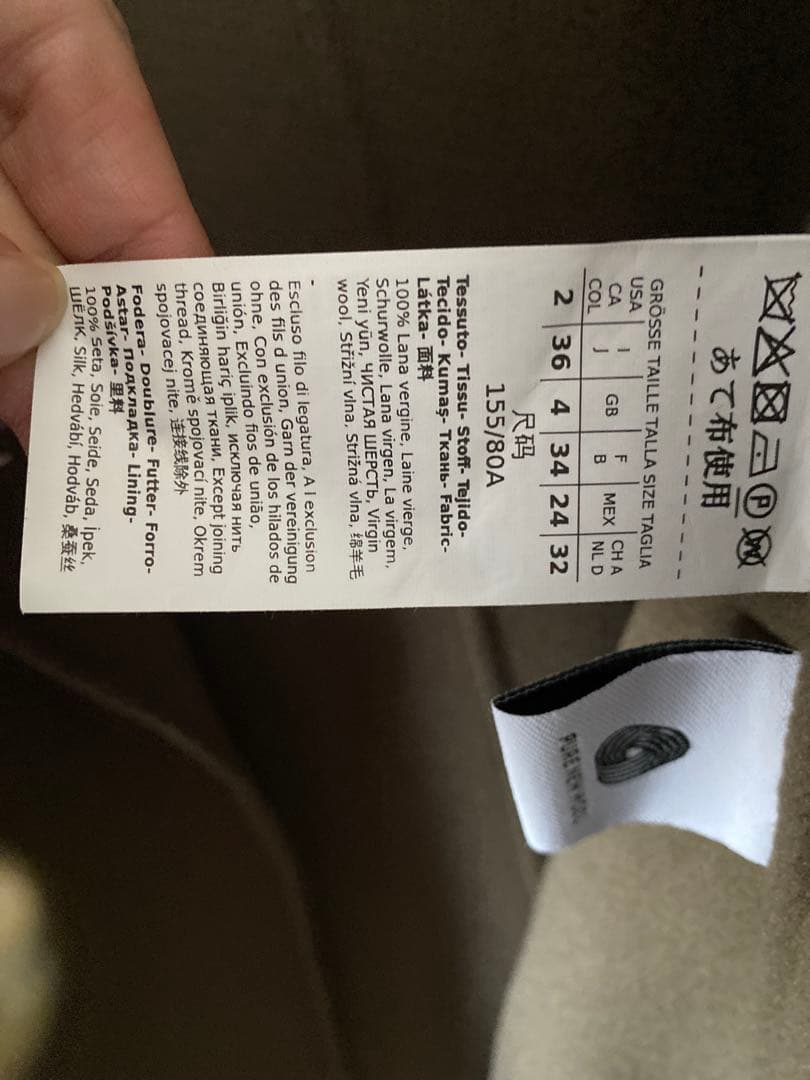 あて布使用
GRÖSSE TAILLE TALLA SIZE TAGLIA
USA
CA I GB F MEX CH A
COL J B NL D
2 36 4 34 24 32
尺码
155/80A
Tessuto- Tissu- Stoff- Tejido-
Tecido- Kumaş- Ткань- Fabric-
Látka- 面料
100% Lana vergine, Laine vierge,
Schurwolle, Lana virgen, La virgem,
Yeni yün, ЧИСТАЯ ШЕРСТЬ, Virgin
wool, Střižní vlna, Strižná vlna, 绵羊毛
-
Escluso filo di legatura, A l exclusion
des fils d union, Garn der vereinigung
ohne, Con exclusión de los hilados de
unión, Excluindo fios de união,
Birliğin hariç iplik, исключая нить
соединяющая ткани, Except joining
thread, Kromě spojovací nite, Okrem
spojovacej nite, 连接线除外
Fodera- Doublure- Futter- Forro-
Astar- Подкладка- Lining-
Podšívka- 里料
100% Seta, Soie, Seide, Seda, İpek,
ШЁЛК, Silk, Hedvábí, Hodváb, 桑蚕丝
PURE NEW WOOL